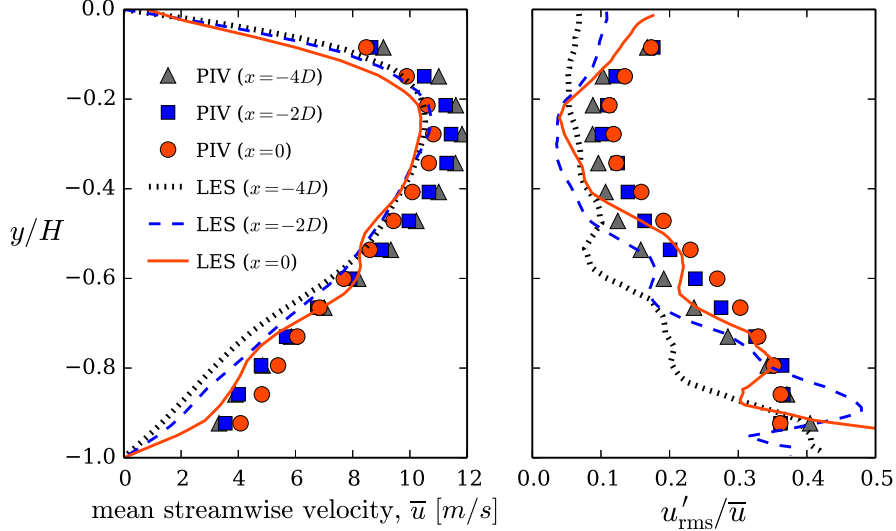 0.0
−0.2
−0.4
−0.6
−0.8
−1.0
y/H
PIV (x=−4D)
PIV (x=−2D)
PIV (x=0)
LES (x=−4D)
LES (x=−2D)
LES (x=0)
0 2 4 6 8 10 12
mean streamwise velocity, u̅ [m/s]
0.0 0.1 0.2 0.3 0.4 0.5
u′rms/u̅